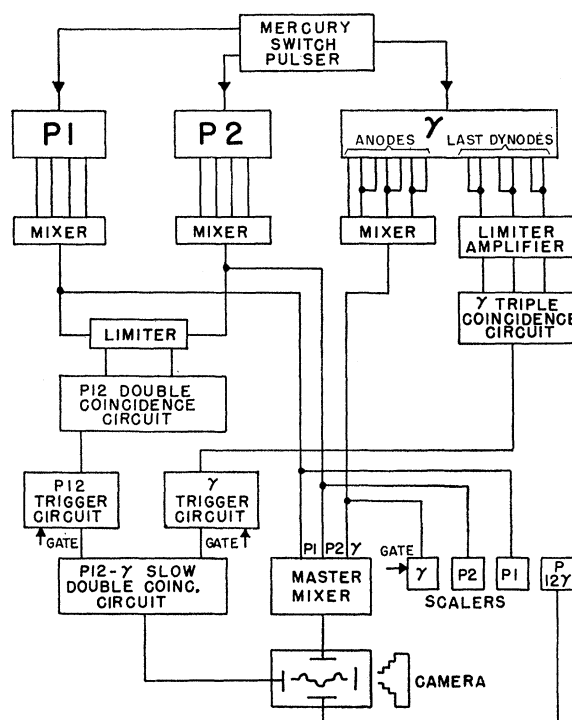 MERCURY
SWITCH
PULSER
P1
P2
γ
ANODES
LAST DYNODES
MIXER
MIXER
MIXER
LIMITER
AMPLIFIER
LIMITER
γ TRIPLE
COINCIDENCE
CIRCUIT
P12 DOUBLE
COINCIDENCE
CIRCUIT
P12
TRIGGER
CIRCUIT
γ
TRIGGER
CIRCUIT
GATE
GATE
P1 P2 γ
GATE
P12-γ SLOW
DOUBLE COINC.
CIRCUIT
MASTER
MIXER
γ
P2
P1
P
12γ
SCALERS
CAMERA